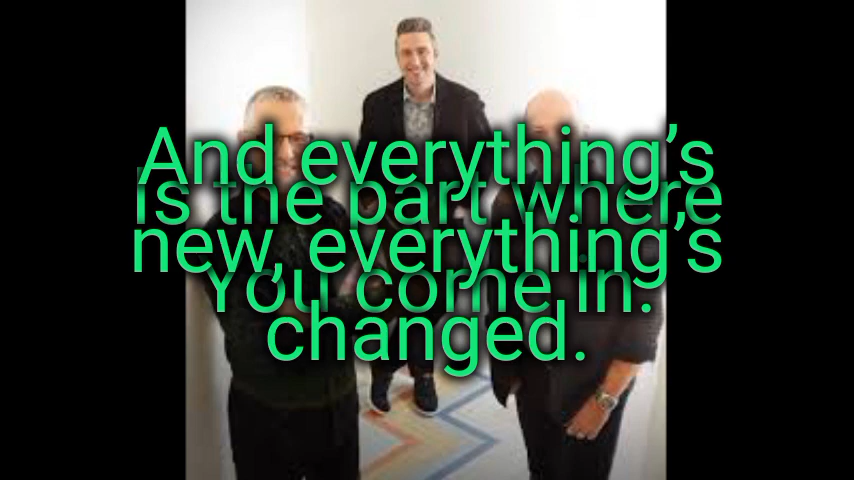 And everything’s
is the part where,
new, everything’s
You come in.
changed.